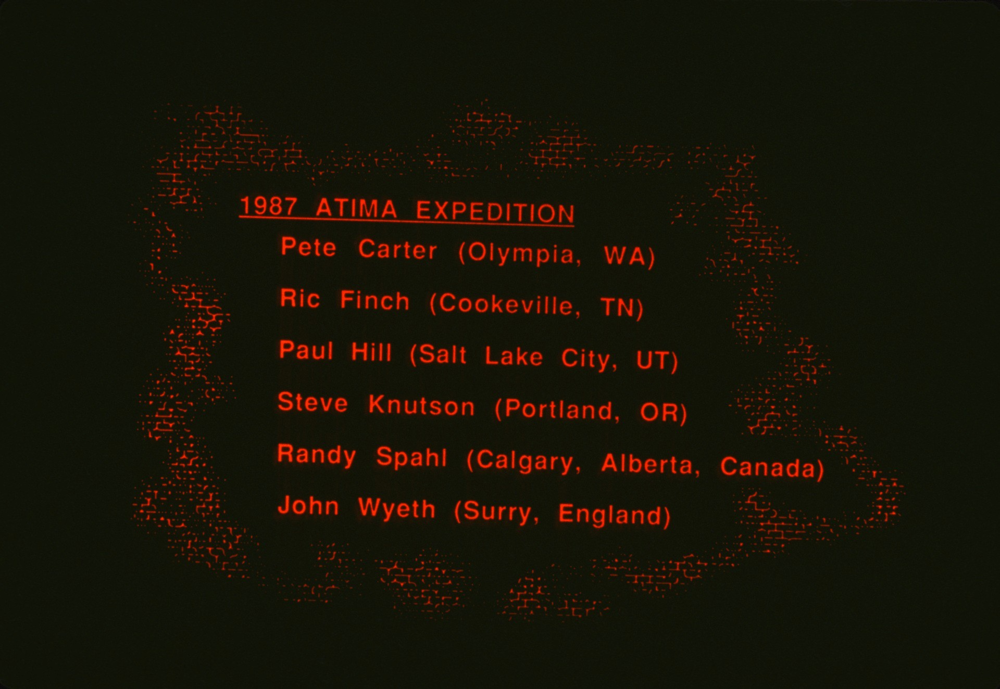 1987 ATIMA EXPEDITION
Pete Carter (Olympia, WA)
Ric Finch (Cookeville, TN)
Paul Hill (Salt Lake City, UT)
Steve Knutson (Portland, OR)
Randy Spahl (Calgary, Alberta, Canada)
John Wyeth (Surry, England)